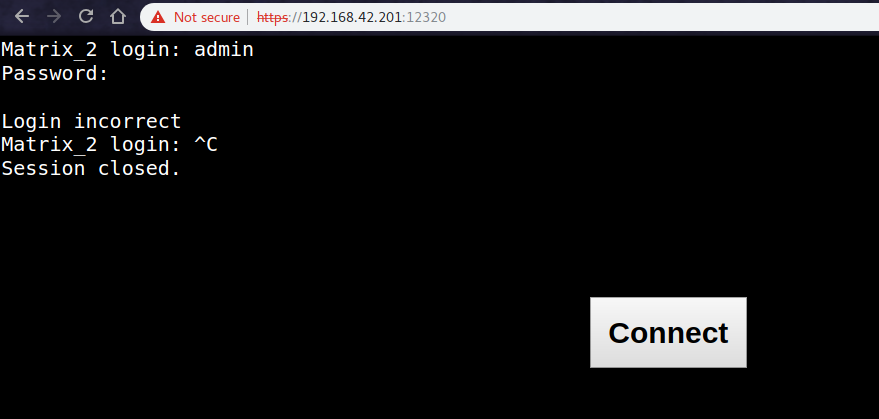 Not secure | https://192.168.42.201:12320
Matrix_2 login: admin
Password:
Login incorrect
Matrix_2 login: ^C
Session closed.
Connect